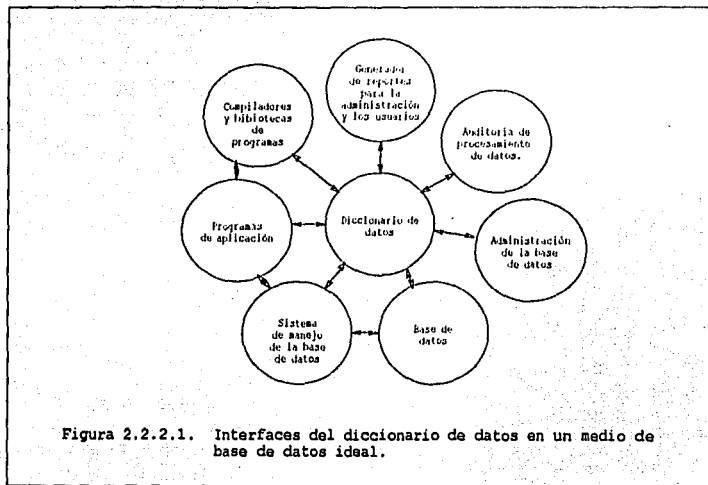 Generador
de reportes
para la
administración
y los usuarios
Compiladores
y bibliotecas
de
programas
Auditoria de
procesamiento
de datos.
Programas
de aplicación
Diccionario de
datos
Administración
de la base
de datos
Sistema
de manejo
de la base
de datos
Base de
datos
Figura 2.2.2.1. Interfaces del diccionario de datos en un medio de
base de datos ideal.